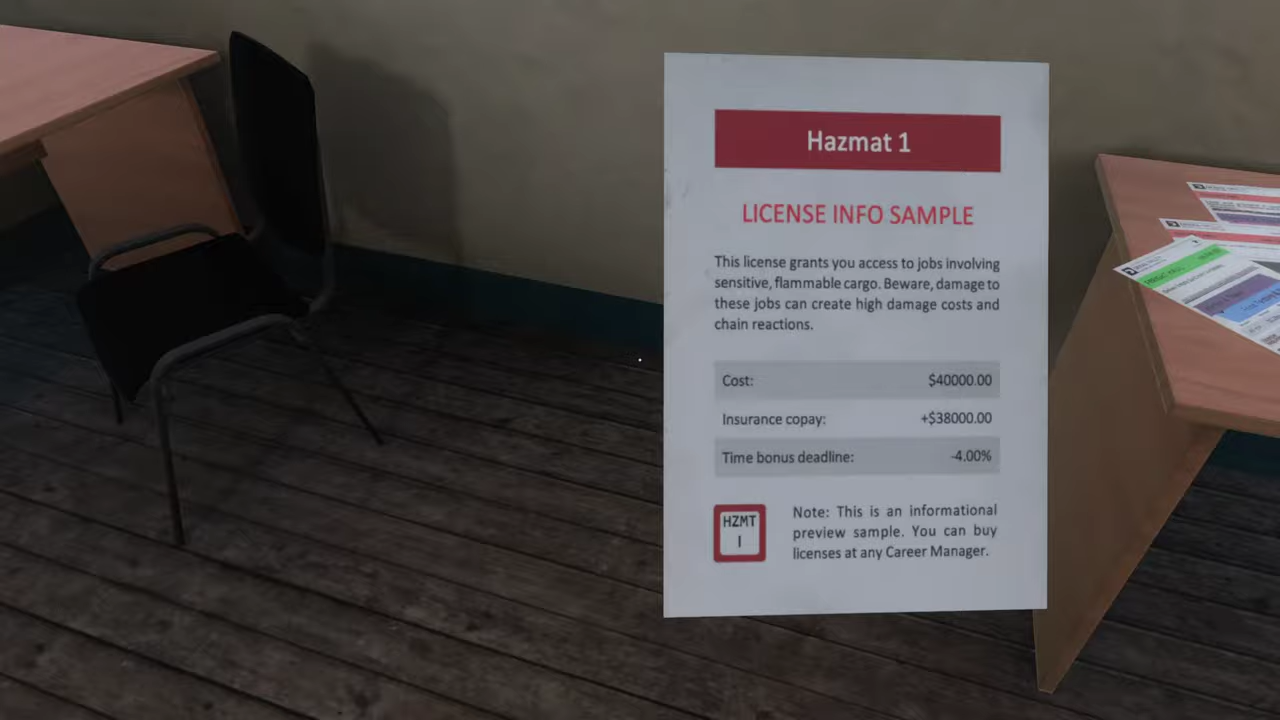 Hazmat 1
LICENSE INFO SAMPLE
This license grants you access to jobs involving
sensitive, flammable cargo. Beware, damage to
these jobs can create high damage costs and
chain reactions.
Cost: $40000.00
Insurance copay: +$38000.00
Time bonus deadline: -4.00%
HZMT
1
Note: This is an informational
preview sample. You can buy
licenses at any Career Manager.